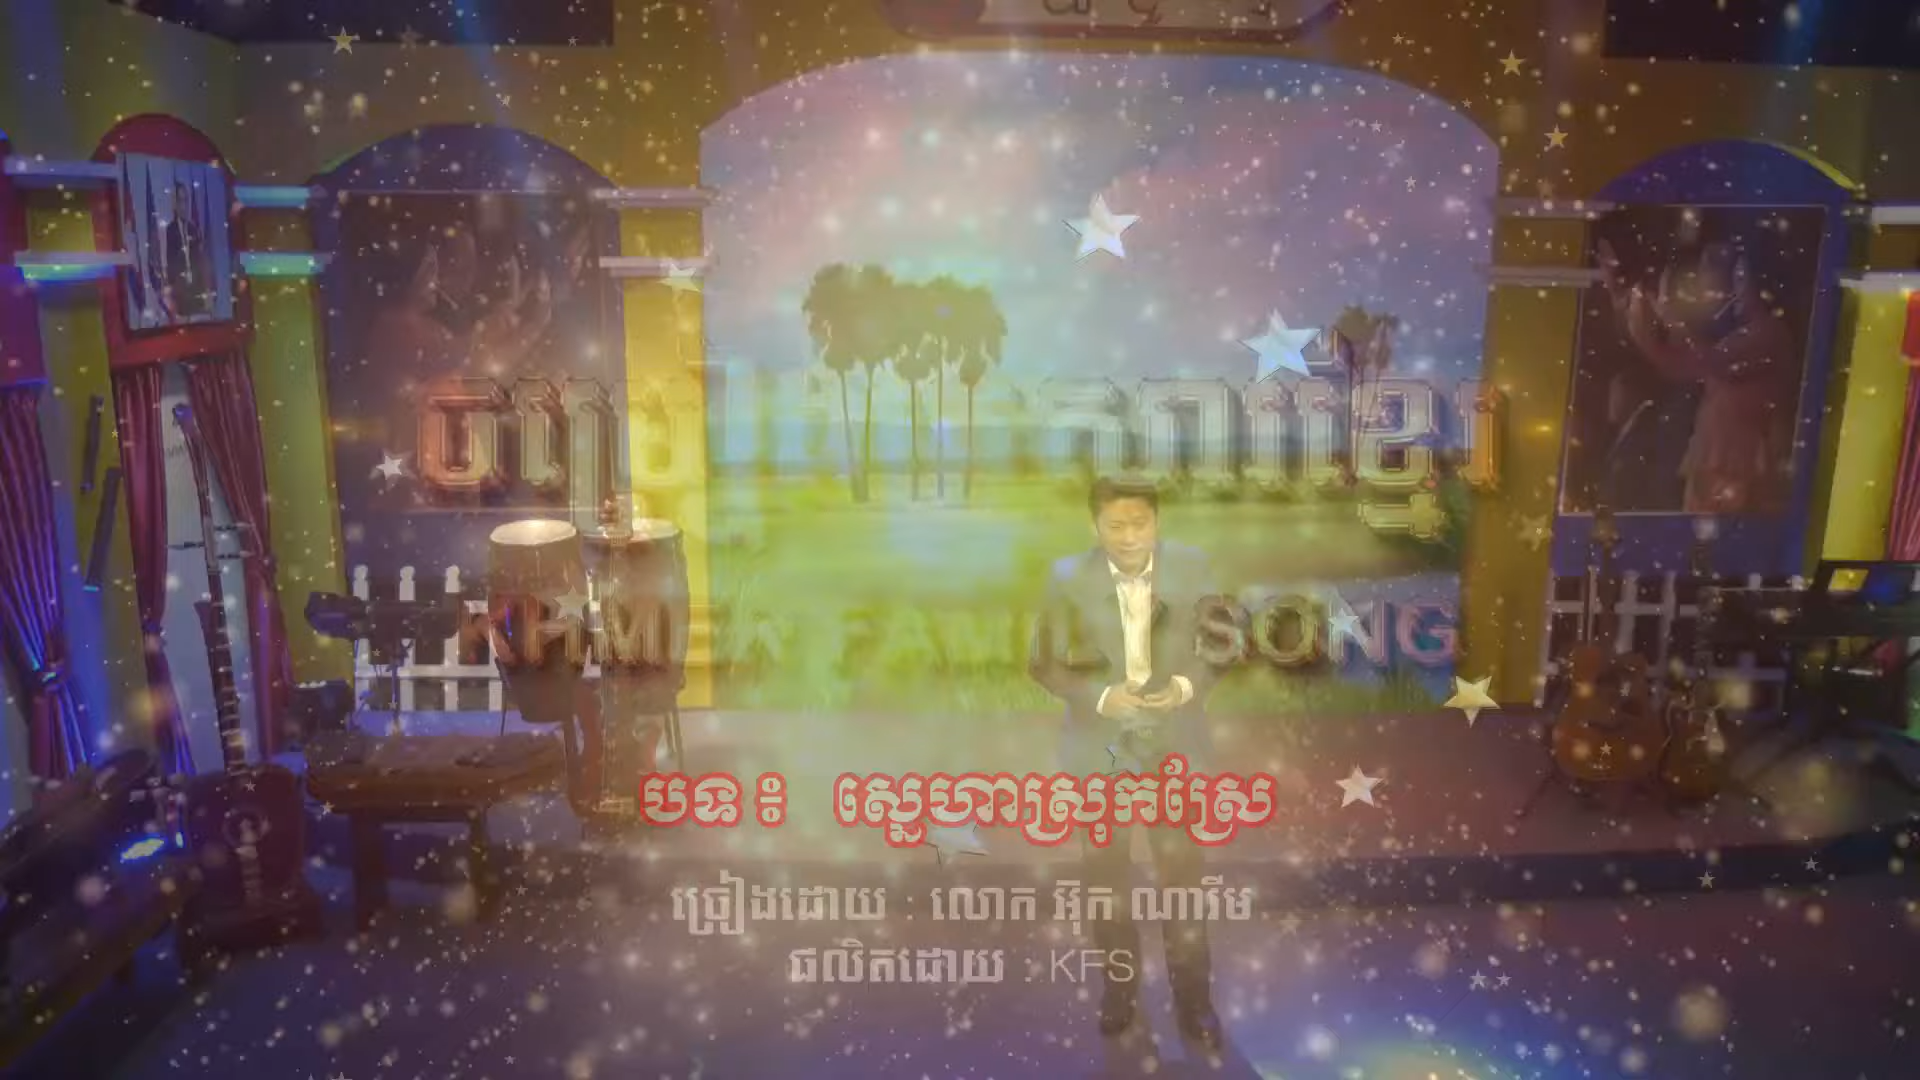 ចម្រៀងគ្រួសារខ្មែរ
KHMER FAMILY SONG
បទ ៖ ស្នេហាស្រុកស្រែ
ច្រៀងដោយ : លោក អ៊ុក ណារីម
ផលិតដោយ : KFS